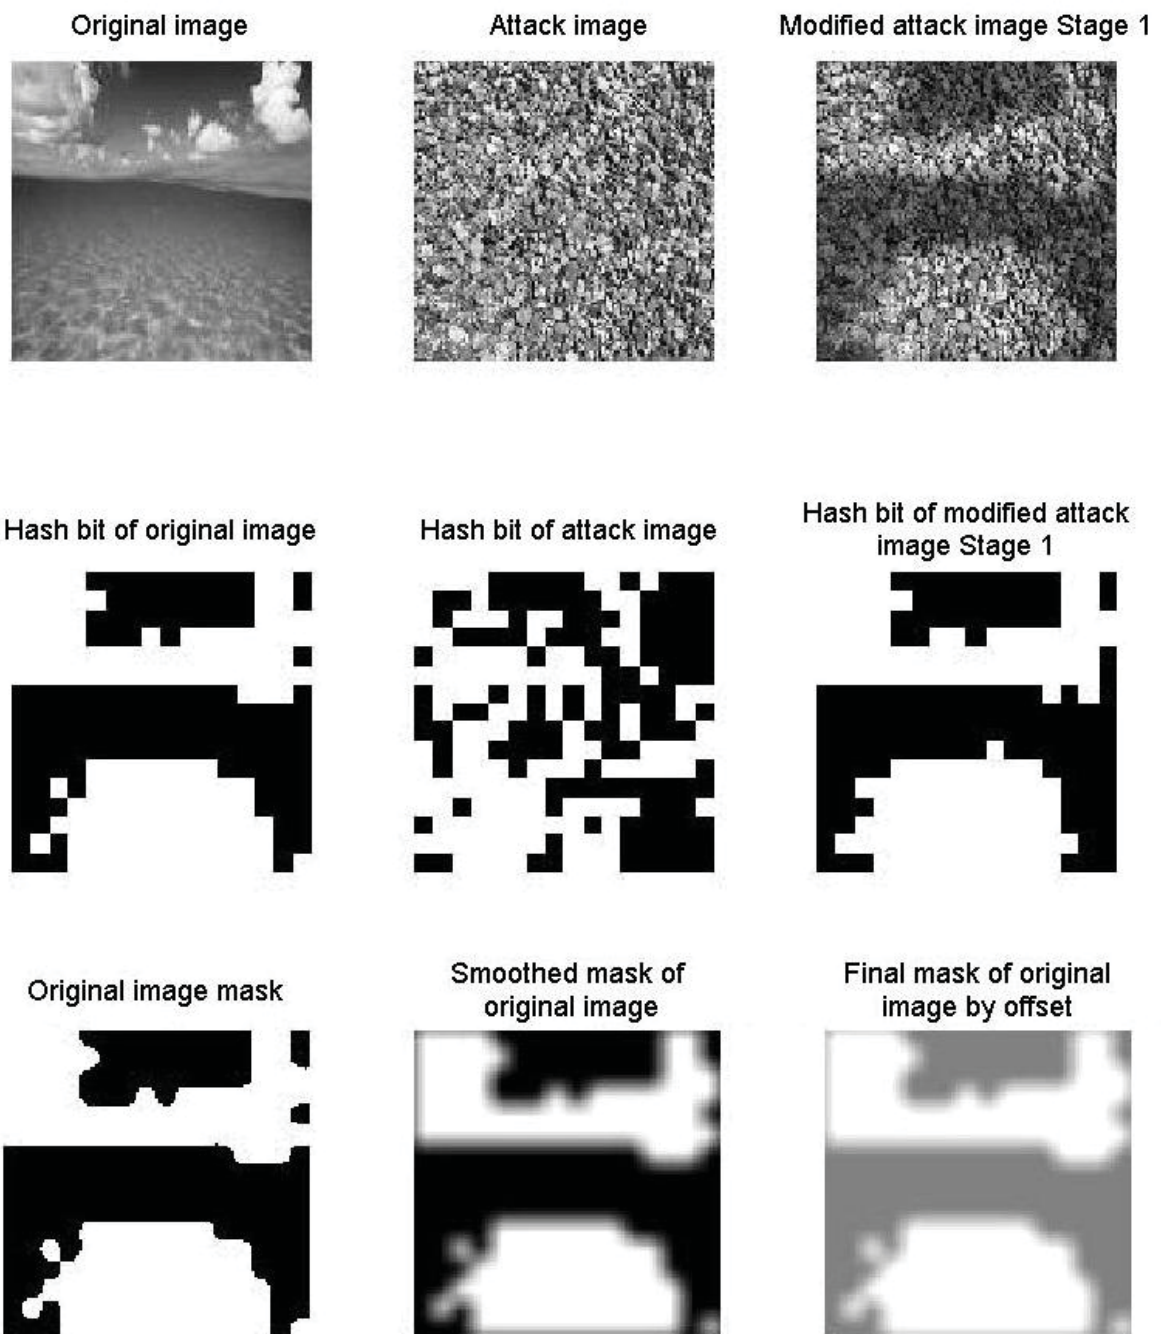 Original image
Attack image
Modified attack image Stage 1
Hash bit of original image
Hash bit of attack image
Hash bit of modified attack
image Stage 1
Original image mask
Smoothed mask of
original image
Final mask of original
image by offset